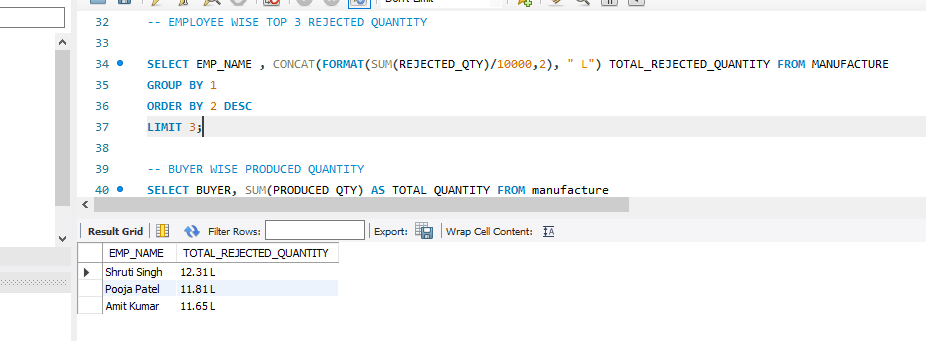 Don't Limit
32 -- EMPLOYEE WISE TOP 3 REJECTED QUANTITY
33
34 SELECT EMP_NAME , CONCAT(FORMAT(SUM(REJECTED_QTY)/10000,2), " L") TOTAL_REJECTED_QUANTITY FROM MANUFACTURE
35 GROUP BY 1
36 ORDER BY 2 DESC
37 LIMIT 3;
38
39 -- BUYER WISE PRODUCED QUANTITY
40 SELECT BUYER, SUM(PRODUCED_QTY) AS TOTAL_QUANTITY FROM manufacture
Result Grid Filter Rows: Export: Wrap Cell Content:
EMP_NAME TOTAL_REJECTED_QUANTITY
Shruti Singh 12.31 L
Pooja Patel 11.81 L
Amit Kumar 11.65 L